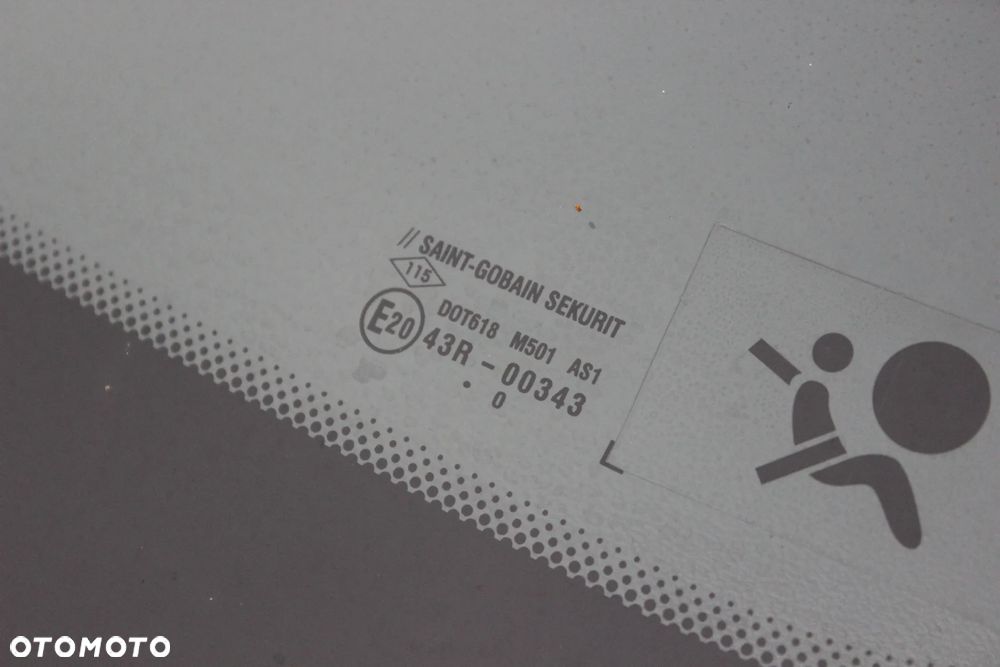 // SAINT-GOBAIN SEKURIT
115
DOT618 M501 AS1
E20 43R - 00343
. 0
OTOMOTO